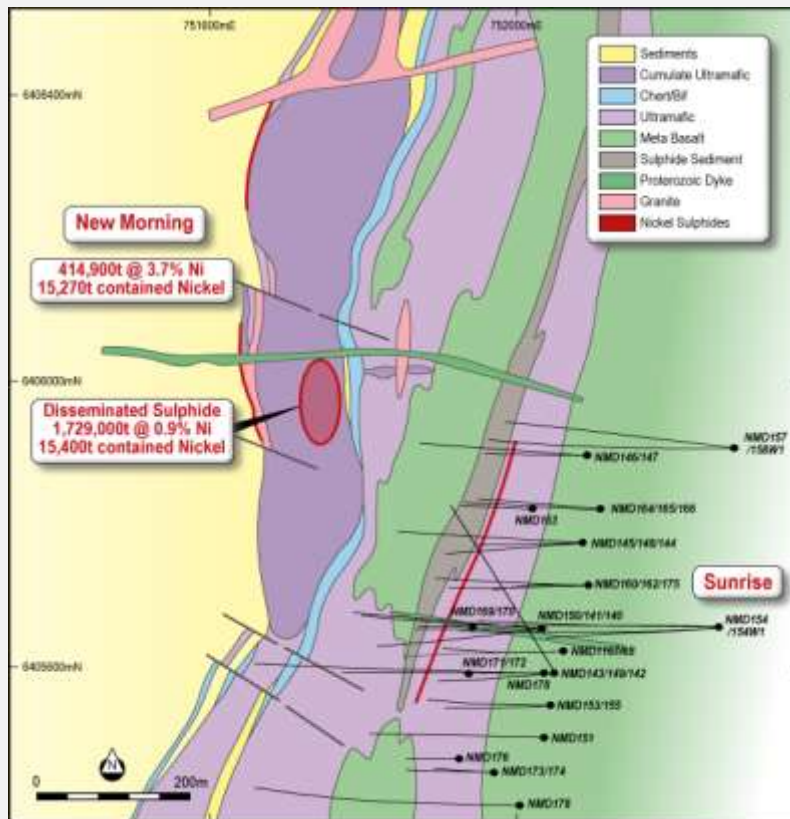 751600mE
752000mE
6406400mN
6406000mN
6405600mN
Sediments
Cumulate Ultramafic
Chert/Bif
Ultramafic
Meta Basalt
Sulphide Sediment
Proterozoic Dyke
Granite
Nickel Sulphides
New Morning
414,900t @ 3.7% Ni
15,270t contained Nickel
Disseminated Sulphide
1,729,000t @ 0.9% Ni
15,400t contained Nickel
NMD157
/158W1
NMD146/147
NMD164/165/166
NMD145/148/144
NMD160/162/175
Sunrise
NMD169/170
NMD150/141/140
NMD154
/154W1
NMD171/172
NMD143/149/142
NMD178
NMD153/155
NMD151
NMD176
NMD173/174
NMD178
N
0
200m